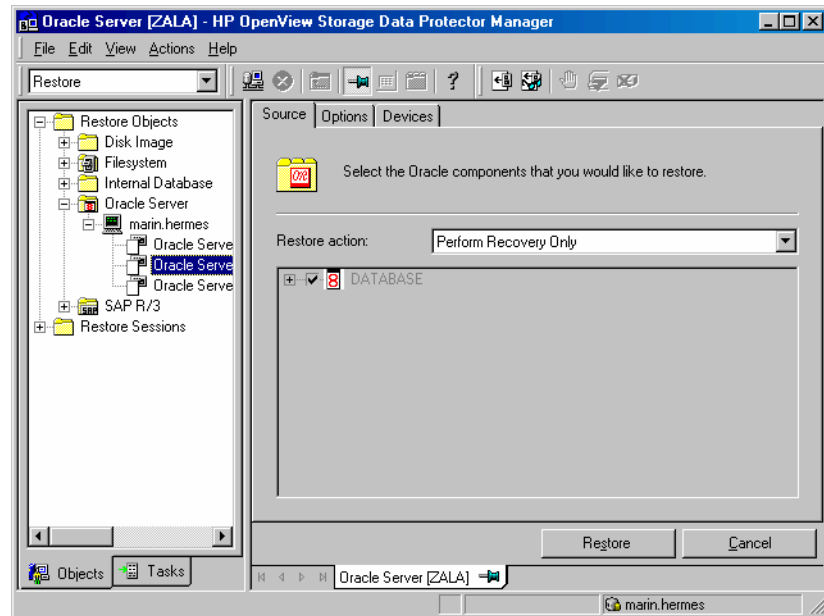 Oracle Server [ZALA] - HP OpenView Storage Data Protector Manager
File Edit View Actions Help
Restore
Restore Objects
Disk Image
Filesystem
Internal Database
Oracle Server
marin.hermes
Oracle Serve
Oracle Serve
Oracle Serve
SAP R/3
Restore Sessions
Objects
Tasks
Source
Options
Devices
Select the Oracle components that you would like to restore.
Restore action:
Perform Recovery Only
DATABASE
Restore
Cancel
Oracle Server [ZALA]
marin.hermes